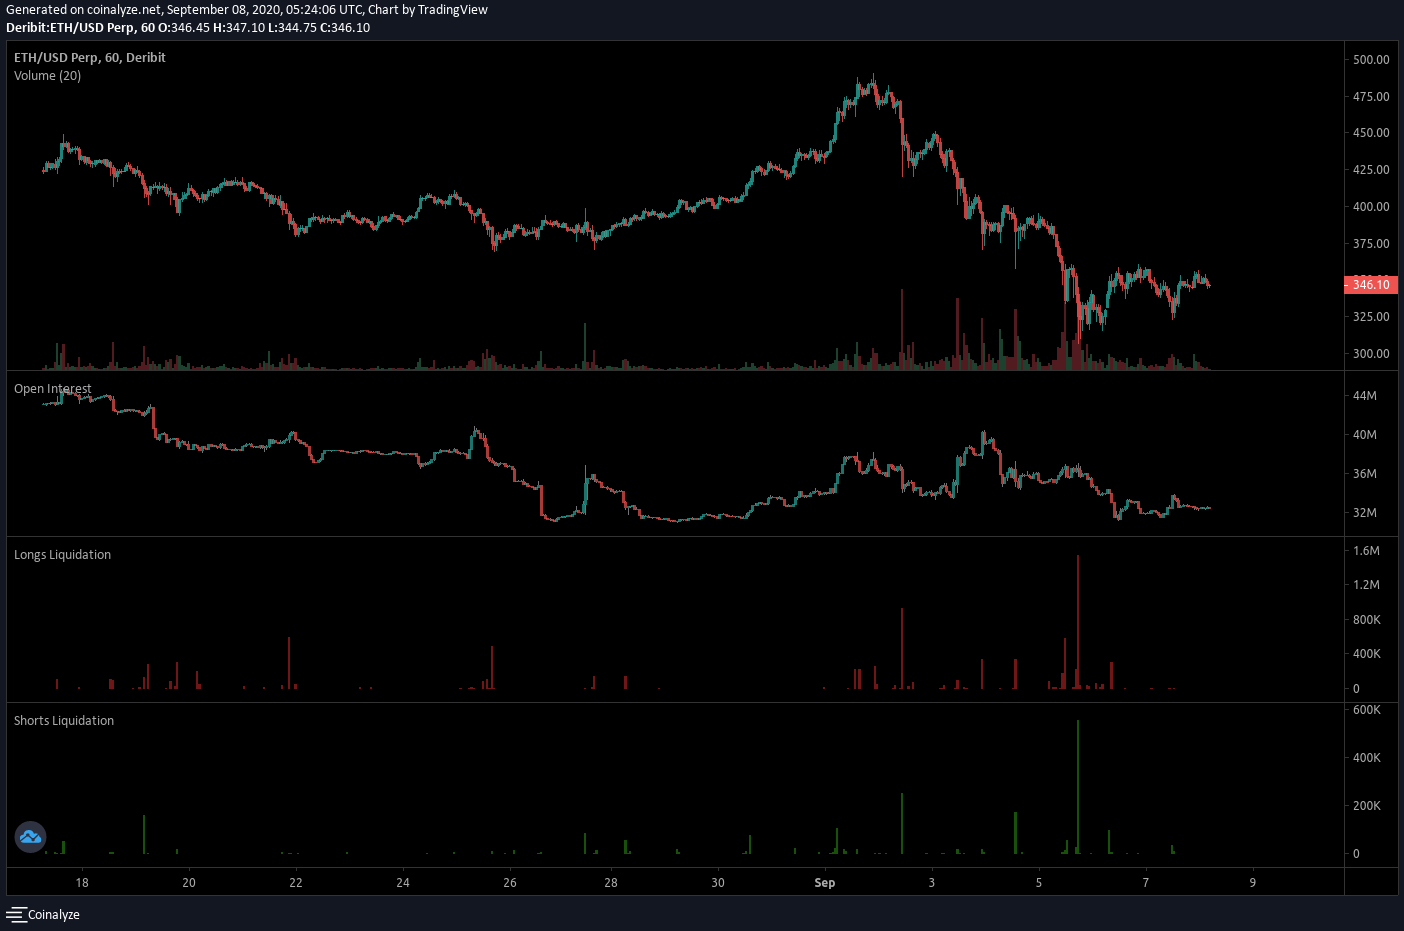 Generated on coinalyze.net, September 08, 2020, 05:24:06 UTC, Chart by TradingView
Deribit:ETH/USD Perp, 60 O:346.45 H:347.10 L:344.75 C:346.10
ETH/USD Perp, 60, Deribit
Volume (20)
500.00
475.00
450.00
425.00
400.00
375.00
346.10
325.00
300.00
Open Interest
44M
40M
36M
32M
Longs Liquidation
1.6M
1.2M
800K
400K
0
Shorts Liquidation
600K
400K
200K
0
18 20 22 24 26 28 30 Sep 3 5 7 9
Coinalyze